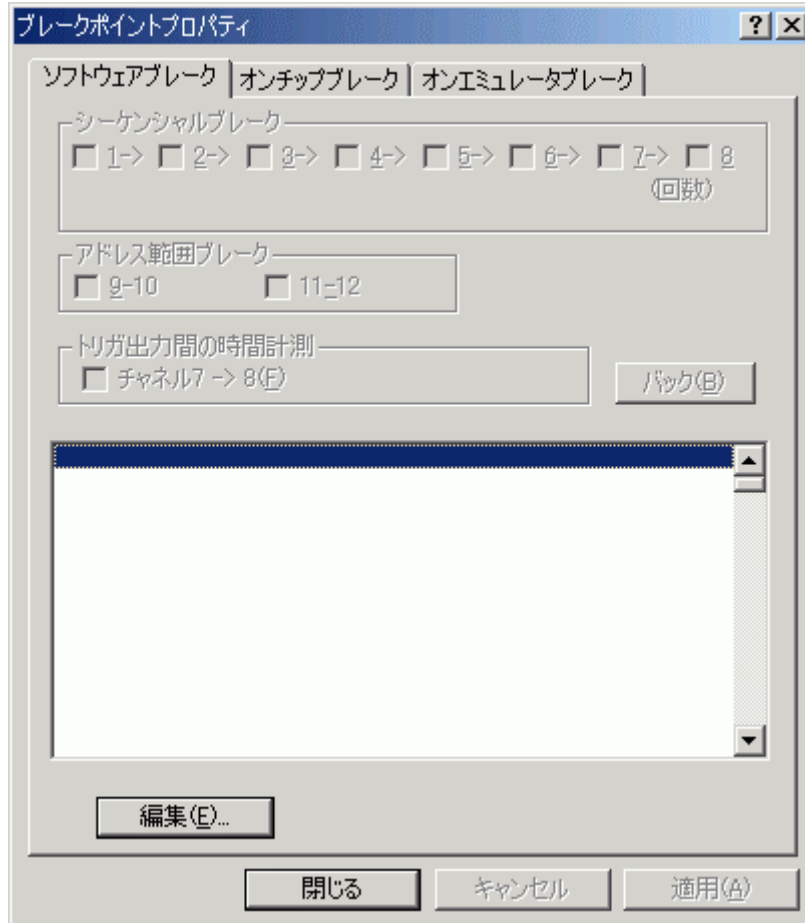 ブレークポイントプロパティ
ソフトウェアブレーク オンチップブレーク オンエミュレータブレーク
シーケンシャルブレーク
1-> 2-> 3-> 4-> 5-> 6-> 7-> 8
(回数)
アドレス範囲ブレーク
9-10 11-12
トリガ出力間の時間計測
チャネル7 -> 8(F)
バック(B)
編集(E)...
閉じる キャンセル 適用(A)